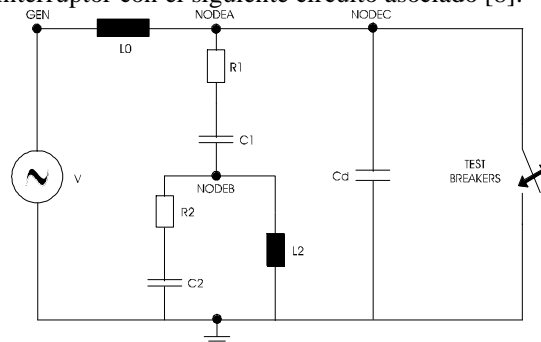 interruptor con el siguiente circuito asociado [8]:
GEN
NODEA
NODEC
L0
R1
C1
V
NODEB
Cd
TEST
BREAKERS
R2
L2
C2